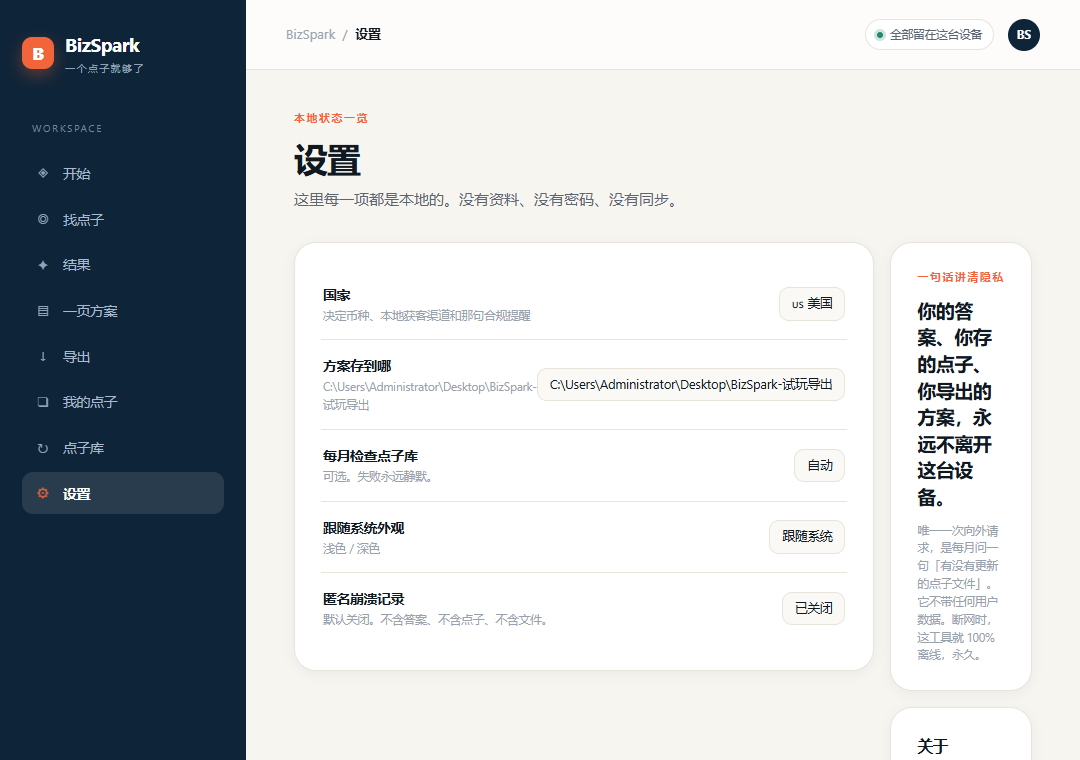 B
BizSpark
一个点子就够了
WORKSPACE
开始
找点子
结果
一页方案
导出
我的点子
点子库
设置
BizSpark / 设置
全部留在这台设备
BS
本地状态一览
设置
这里每一项都是本地的。没有资料、没有密码、没有同步。
国家
决定币种、本地获客渠道和那句合规提醒
us 美国
方案存到哪
C:\Users\Administrator\Desktop\BizSpark-
试玩导出
C:\Users\Administrator\Desktop\BizSpark-试玩导出
每月检查点子库
可选。失败永远静默。
自动
跟随系统外观
浅色 / 深色
跟随系统
匿名崩溃记录
默认关闭。不含答案、不含点子、不含文件。
已关闭
一句话讲清隐私
你的答
案、你存
的点子、
你导出的
方案，永
远不离开
这台设
备。
唯一一次向外请
求，是每月问一
句「有没有更新
的点子文件」。
它不带任何用户
数据。断网时，
这工具就 100%
离线，永久。
关于